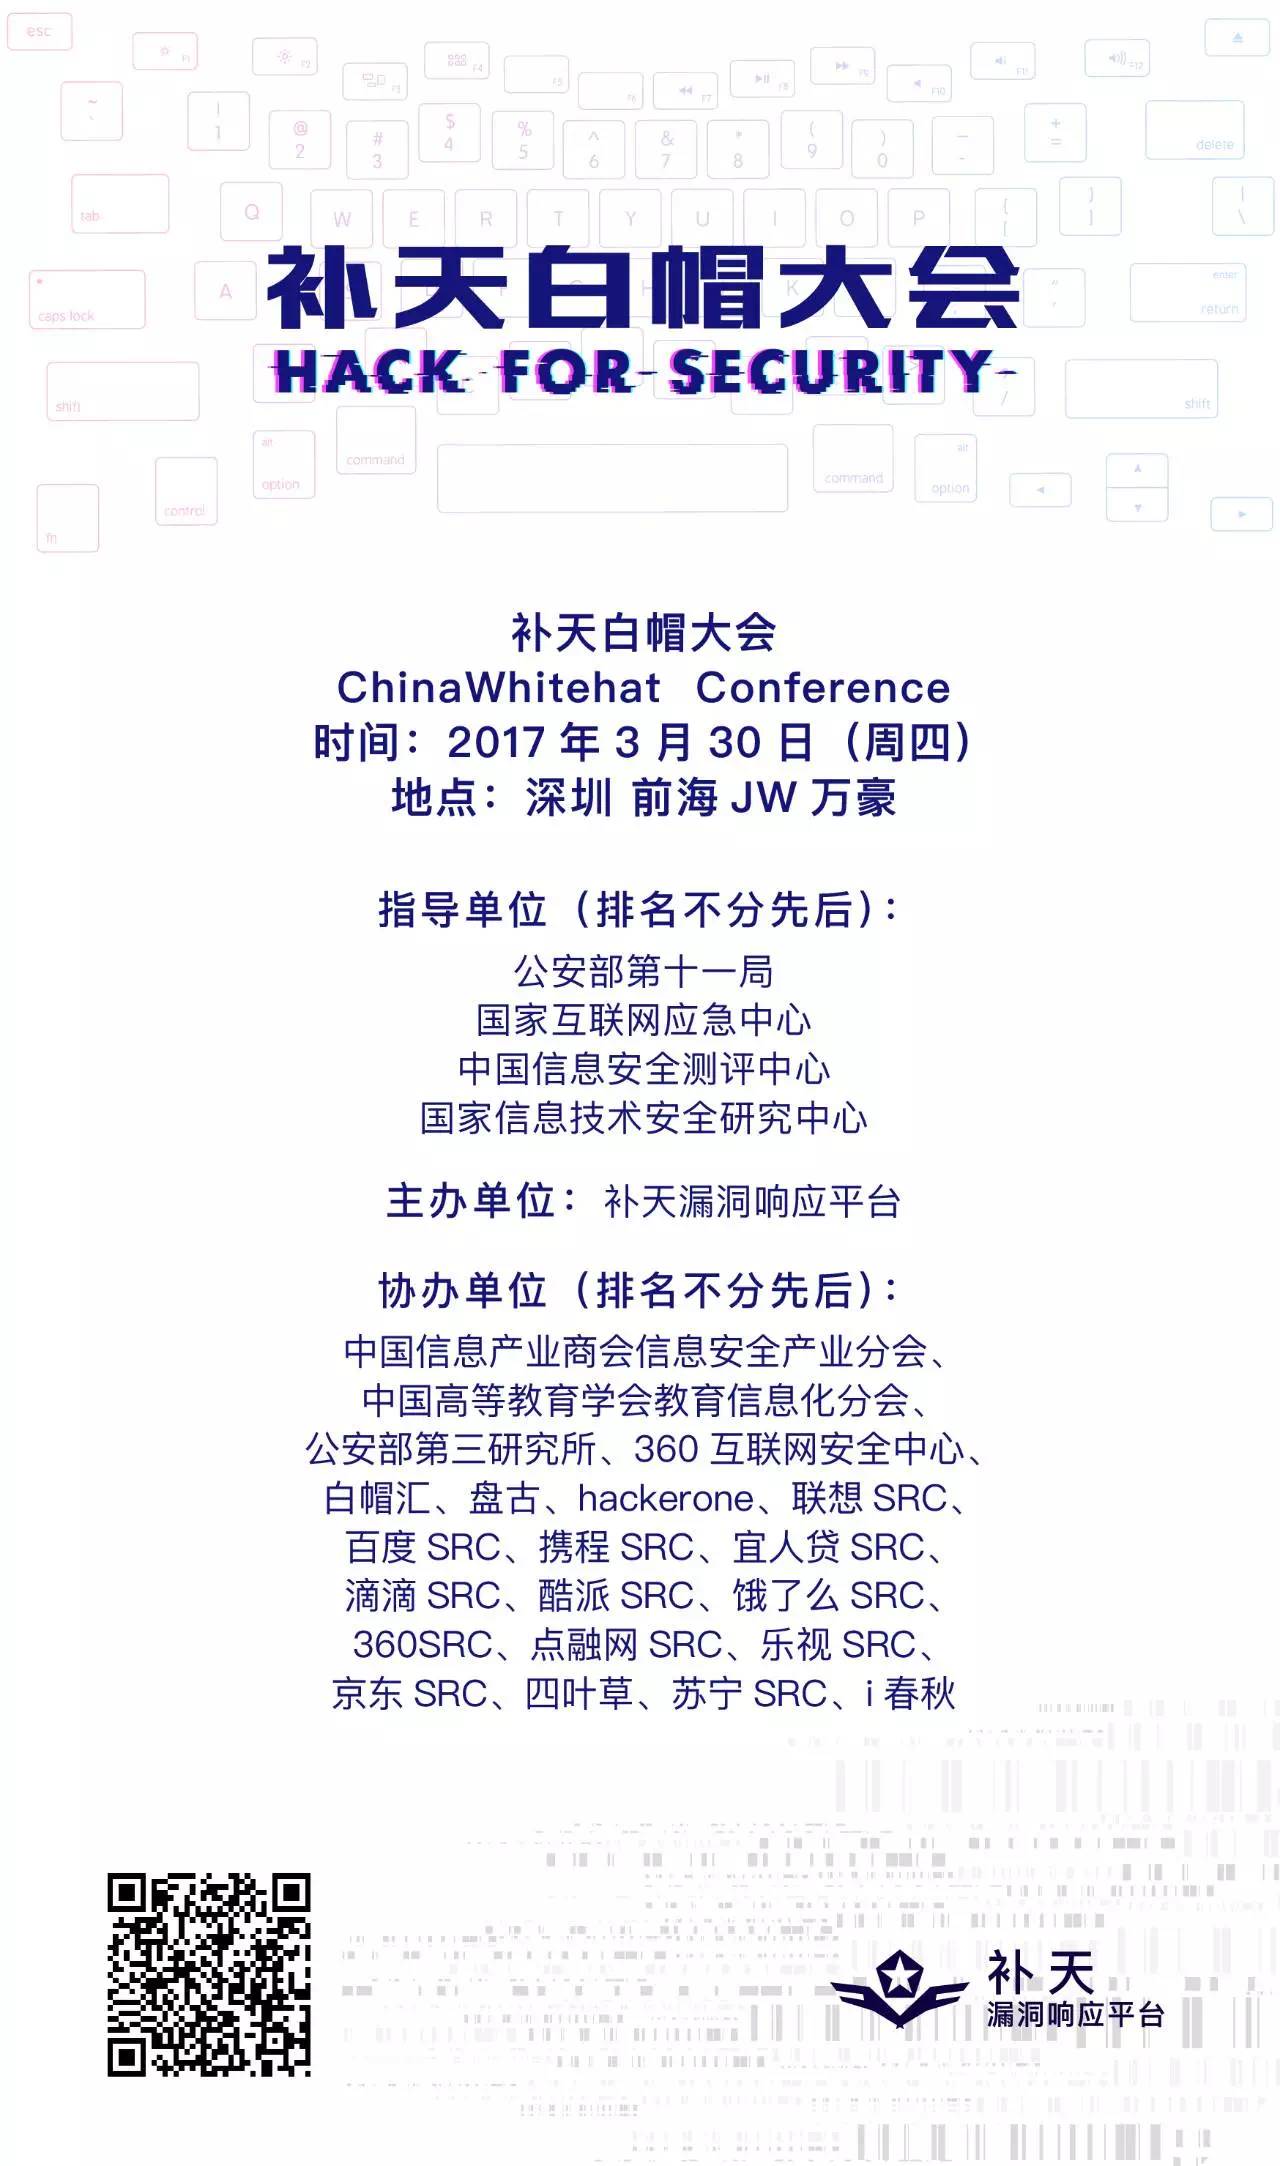 esc
F1
F2
F3
F4
F5
F6
F7
F8
F9
F10
F11
F12
~
`
!
1
@
2
#
3
$
4
%
5
^
6
&
7
*
8
(
9
)
0
—
-
+
=
delete
tab
Q
W
E
R
T
Y
U
I
O
P
{
[
}
]
|
\
caps lock
A
G
H
K
"
'
enter
return
补天白帽大会
HACK FOR SECURITY
shift
>
/
shift
fn
control
alt
option
command
command
alt
option
补天白帽大会
ChinaWhitehat Conference
时间：2017 年 3 月 30 日（周四）
地点：深圳 前海 JW 万豪
指导单位（排名不分先后）：
公安部第十一局
国家互联网应急中心
中国信息安全测评中心
国家信息技术安全研究中心
主办单位：补天漏洞响应平台
协办单位（排名不分先后）：
中国信息产业商会信息安全产业分会、
中国高等教育学会教育信息化分会、
公安部第三研究所、360 互联网安全中心、
白帽汇、盘古、hackerone、联想 SRC、
百度 SRC、携程 SRC、宜人贷 SRC、
滴滴 SRC、酷派 SRC、饿了么 SRC、
360SRC、点融网 SRC、乐视 SRC、
京东 SRC、四叶草、苏宁 SRC、i 春秋
补天
漏洞响应平台